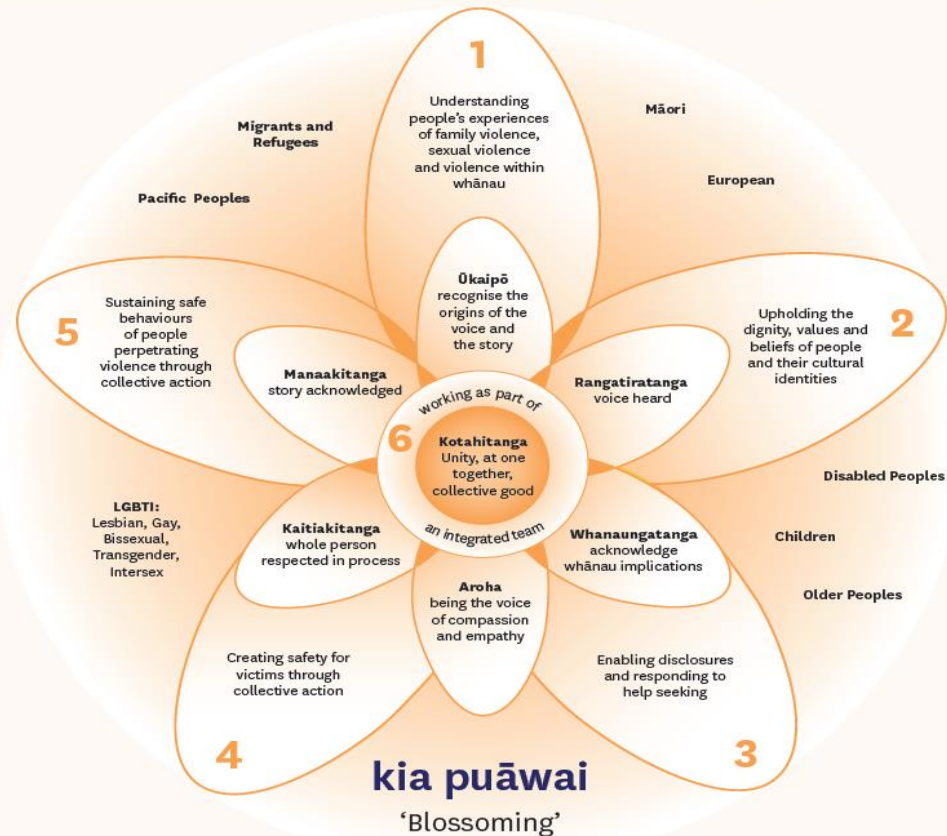 1
Understanding
people's experiences
of family violence,
sexual violence
and violence within
whānau
Migrants and
Refugees
Pacific Peoples
Māori
European
Ūkaipō
recognise the
origins of the
voice and
the story
5
Sustaining safe
behaviours
of people
perpetrating
violence through
collective action
2
Upholding the
dignity, values and
beliefs of people
and their cultural
identities
Manaakitanga
story acknowledged
Rangatiratanga
voice heard
working as part of
6
Kotahitanga
Unity, at one
together,
collective good
an integrated team
Disabled Peoples
Children
Older Peoples
LGBTI:
Lesbian, Gay,
Bissexual,
Transgender,
Intersex
Kaitiakitanga
whole person
respected in process
Whanaungatanga
acknowledge
whānau implications
Aroha
being the voice
of compassion
and empathy
Creating safety for
victims through
collective action
4
Enabling disclosures
and responding to
help seeking
3
kia puāwai
'Blossoming'